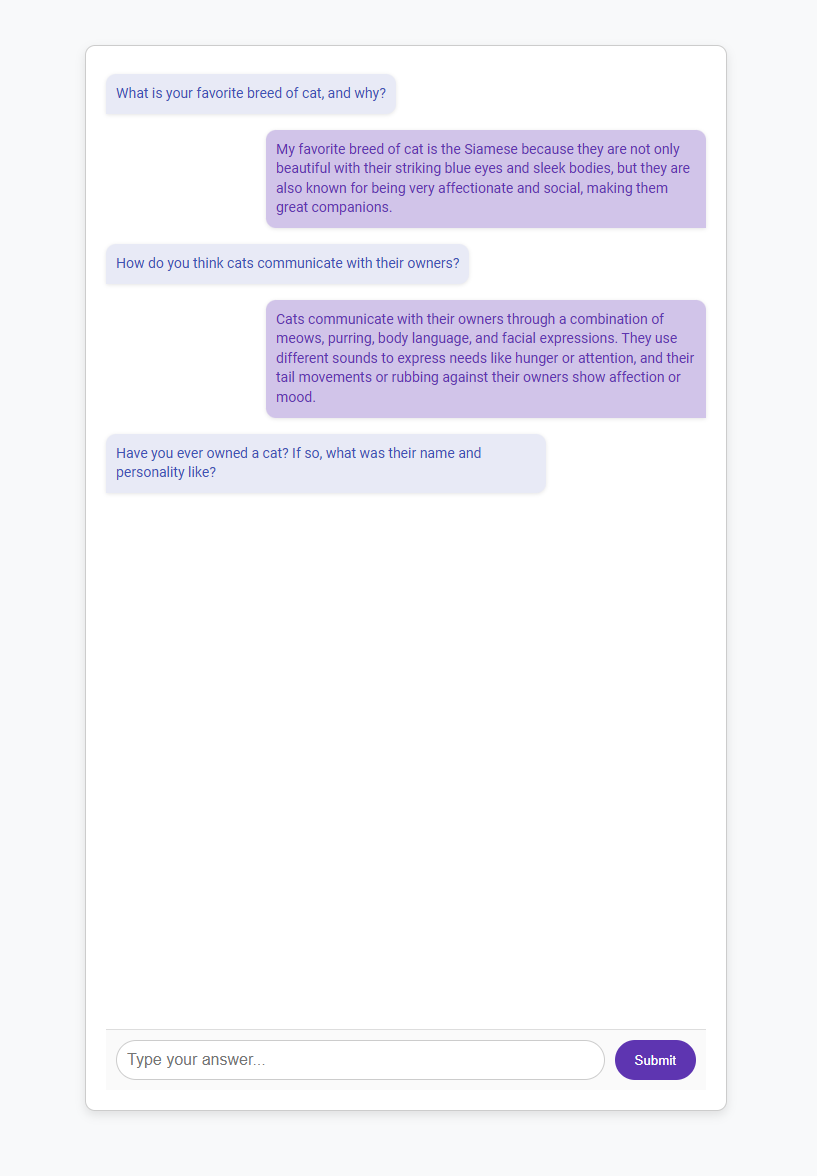 What is your favorite breed of cat, and why?
My favorite breed of cat is the Siamese because they are not only
beautiful with their striking blue eyes and sleek bodies, but they are
also known for being very affectionate and social, making them
great companions.
How do you think cats communicate with their owners?
Cats communicate with their owners through a combination of
meows, purring, body language, and facial expressions. They use
different sounds to express needs like hunger or attention, and their
tail movements or rubbing against their owners show affection or
mood.
Have you ever owned a cat? If so, what was their name and
personality like?
Type your answer...
Submit